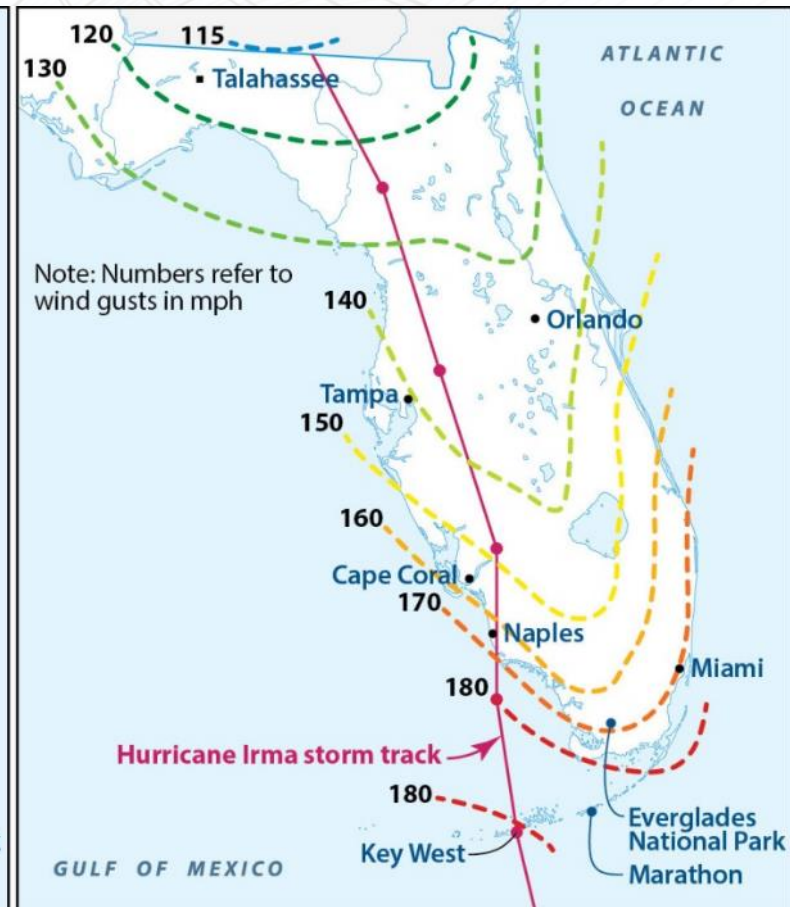 120
115
ATLANTIC
OCEAN
130
Talahassee
Note: Numbers refer to
wind gusts in mph
140
Orlando
Tampa
150
160
Cape Coral
170
Naples
Miami
180
Hurricane Irma storm track
180
Everglades
National Park
Key West
Marathon
GULF OF MEXICO